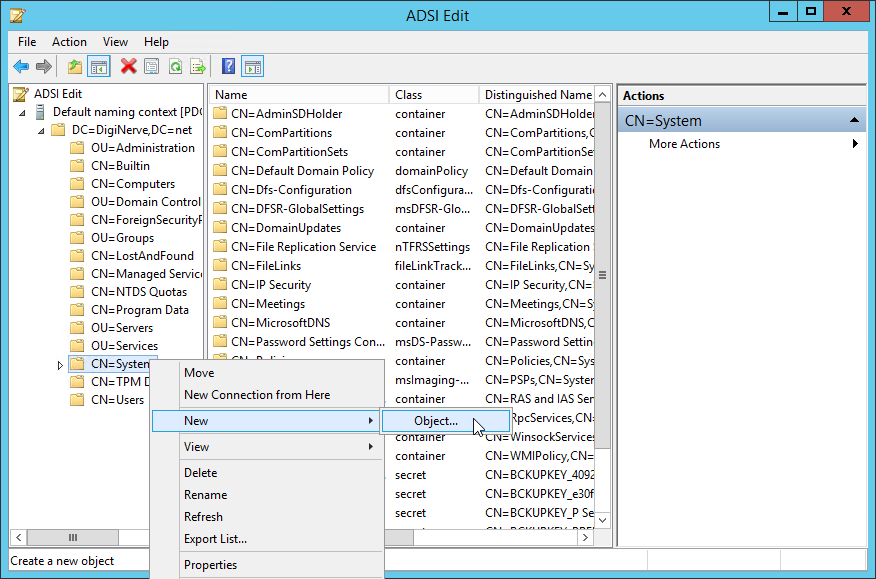 ADSI Edit
File Action View Help
ADSI Edit
Default naming context [PDC
DC=DigiNerve,DC=net
OU=Administration
CN=Builtin
CN=Computers
OU=Domain Control
CN=ForeignSecurityP
OU=Groups
CN=LostAndFound
CN=Managed Servic
CN=NTDS Quotas
CN=Program Data
OU=Servers
OU=Services
CN=System
CN=TPM D
CN=Users
Name Class Distinguished Name
CN=AdminSDHolder container CN=AdminSDHolder
CN=ComPartitions container CN=ComPartitions,C
CN=ComPartitionSets container CN=ComPartitionSet
CN=Default Domain Policy domainPolicy CN=Default Domain
CN=Dfs-Configuration dfsConfigura... CN=Dfs-Configuratio
CN=DFSR-GlobalSettings msDFSR-Glo... CN=DFSR-GlobalSett
CN=DomainUpdates container CN=DomainUpdates
CN=File Replication Service nTFRSSettings CN=File Replication
CN=FileLinks fileLinkTrack... CN=FileLinks,CN=Sy
CN=IP Security container CN=IP Security,CN=
CN=Meetings container CN=Meetings,CN=Sy
CN=MicrosoftDNS container CN=MicrosoftDNS,C
CN=Password Settings Con... msDS-Passw... CN=Password Settin
CN=Policies container CN=Policies,CN=Syst
msImaging-... CN=PSPs,CN=System
container CN=RAS and IAS Serv
RpcServices,CN=
container CN=WinsockServices
container CN=WMIPolicy,CN=
secret CN=BCKUPKEY_4092
secret CN=BCKUPKEY_e30f
secret CN=BCKUPKEY_P Se
Move
New Connection from Here
New
Object...
View
Delete
Rename
Refresh
Export List...
Properties
Actions
CN=System
More Actions
Create a new object